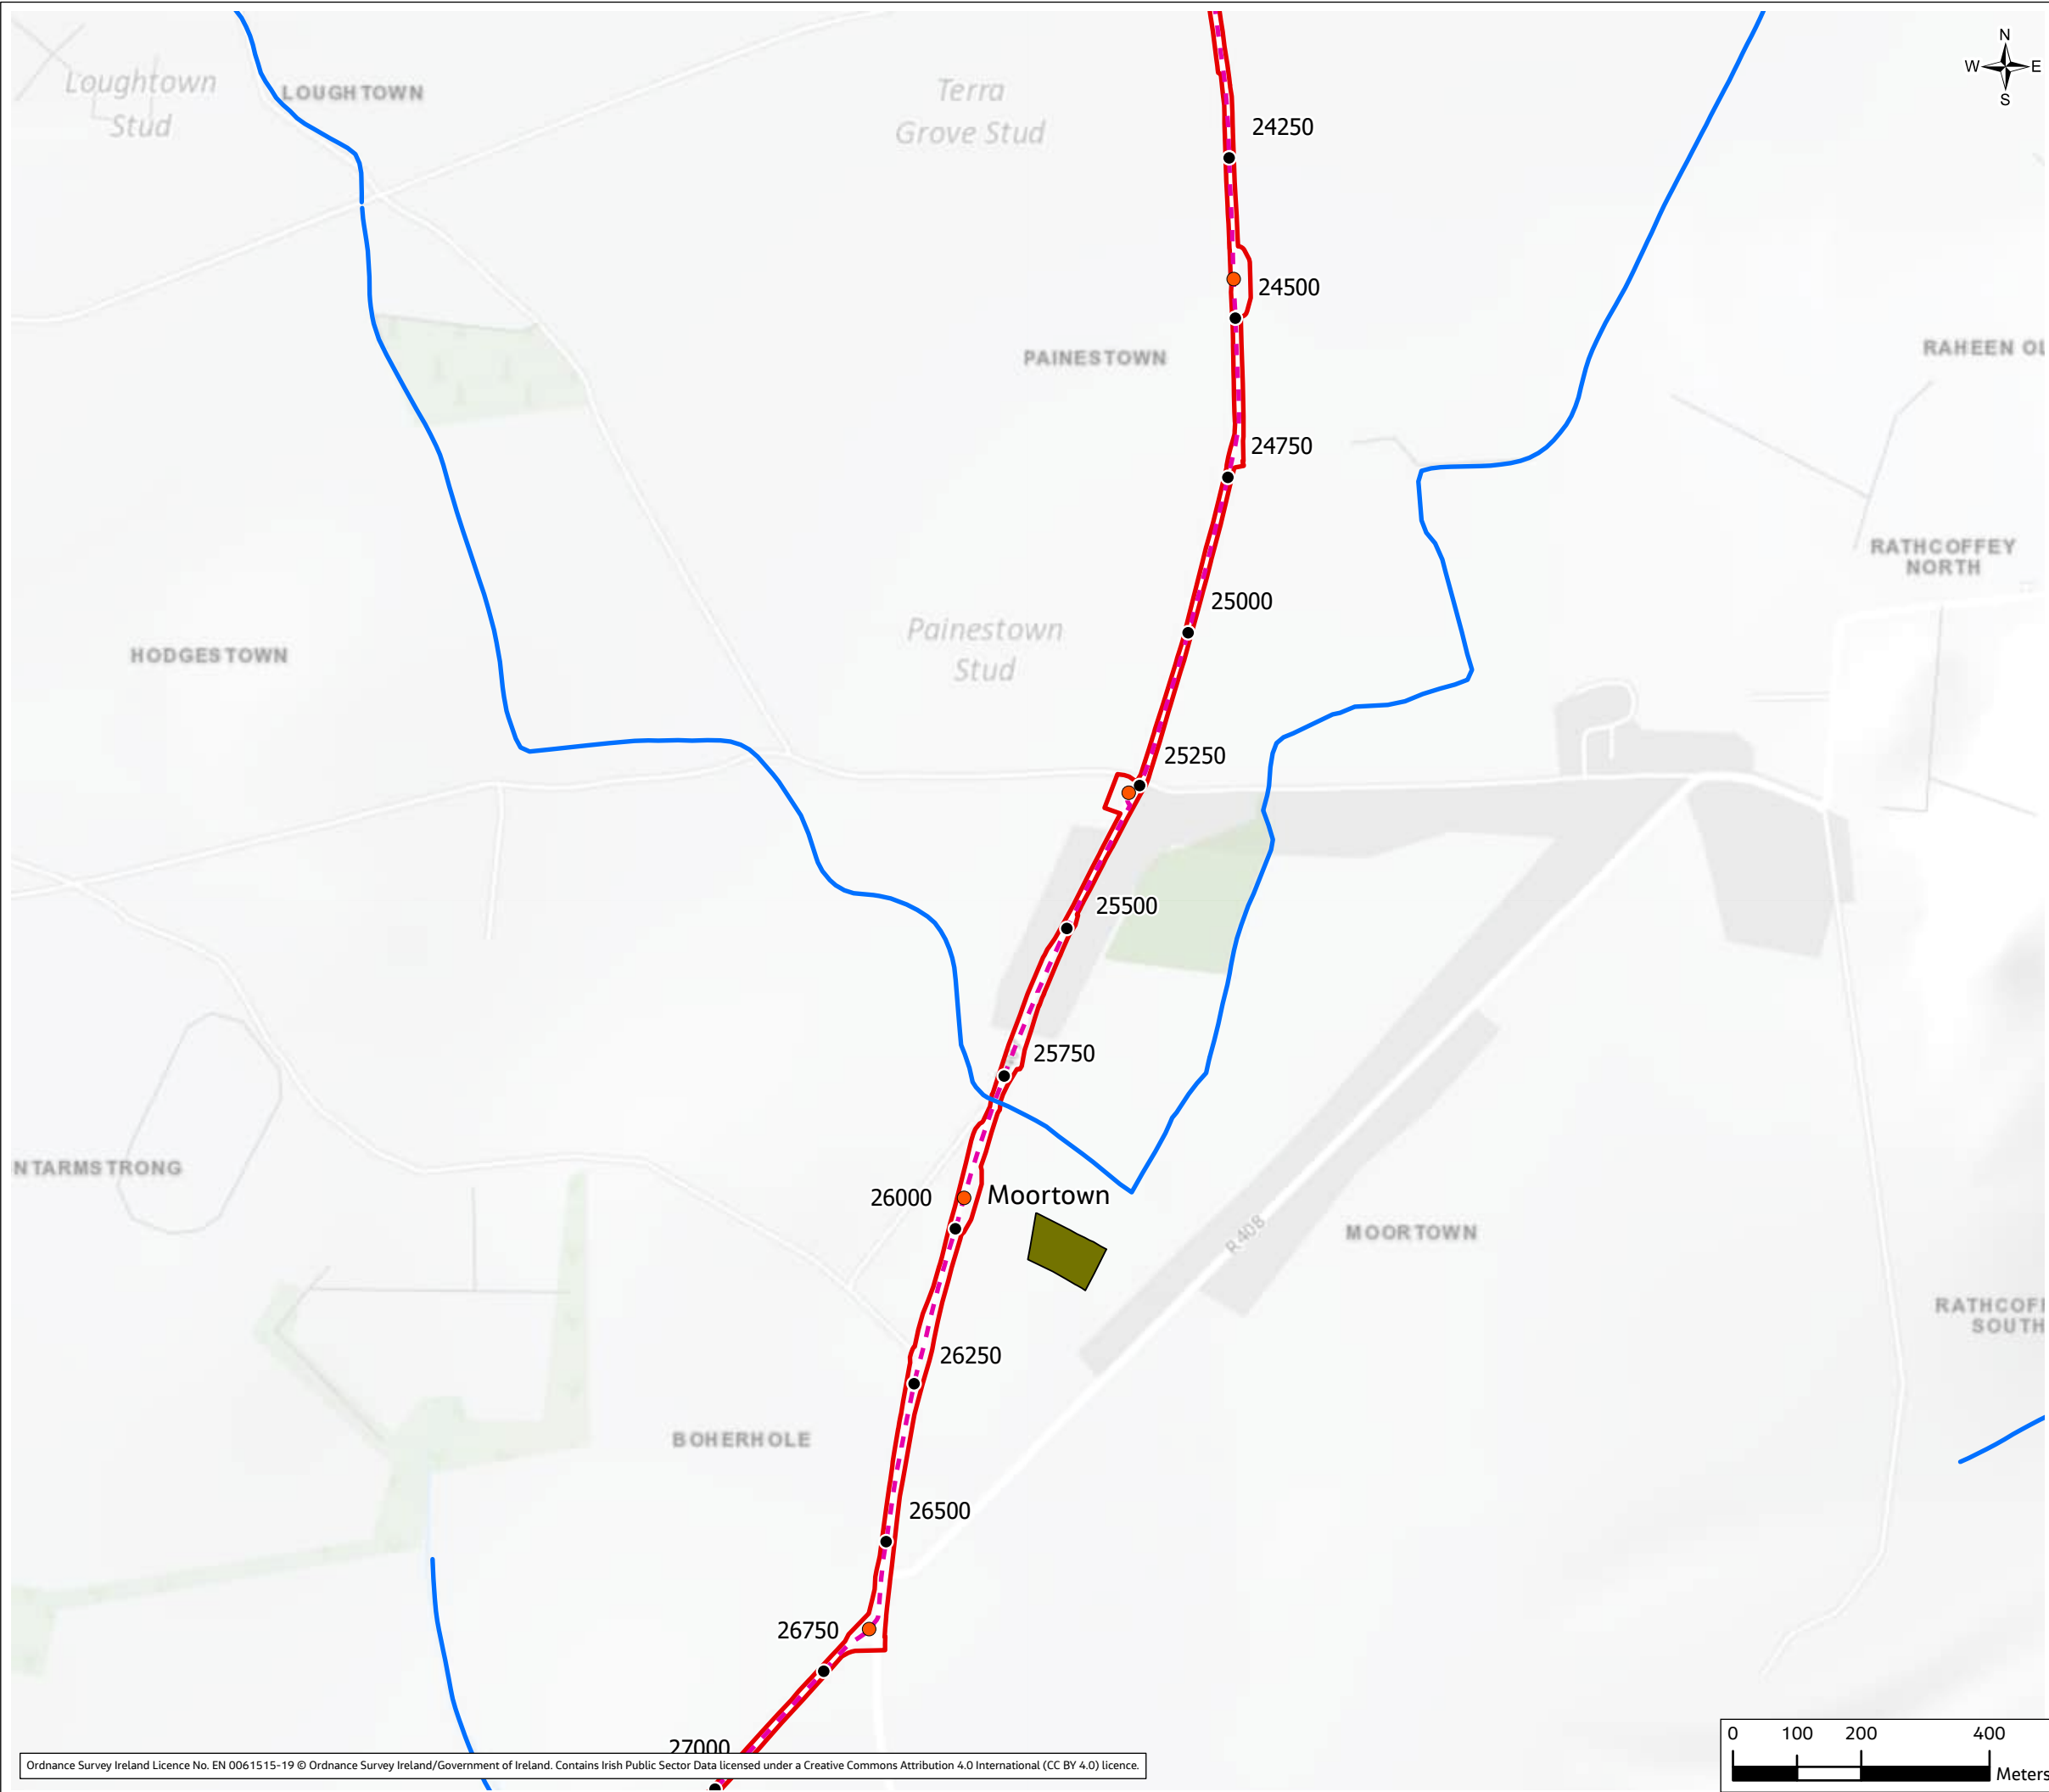 N
W E
S
Loughtown
Stud
LOUGHTOWN
Terra
Grove Stud
24250
24500
PAINESTOWN
RAHEEN OL
24750
RATHCOFFEY
NORTH
25000
Painestown
Stud
HODGESTOWN
25250
25500
25750
NTARMSTRONG
26000
Moortown
R408
MOORTOWN
RATHCOF
SOUTH
26250
BOHERHOLE
26500
26750
27000
0 100 200 400
Meters
Ordnance Survey Ireland Licence No. EN 0061515-19 © Ordnance Survey Ireland/Government of Ireland. Contains Irish Public Sector Data licensed under a Creative Commons Attribution 4.0 International (CC BY 4.0) licence.